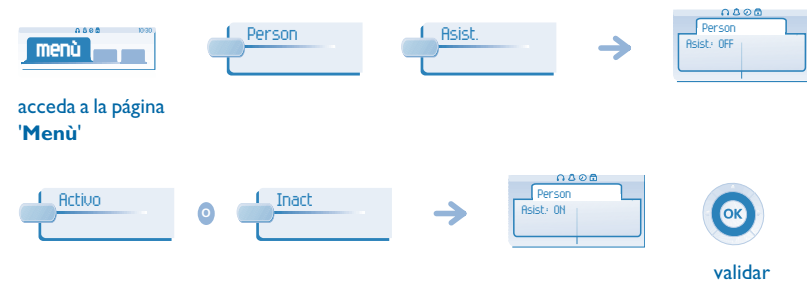 10:30
menù
Person
Asist.
Person
Asist: OFF
acceda a la página
'Menù'
Activo
O
Inact
Person
Asist: ON
OK
validar